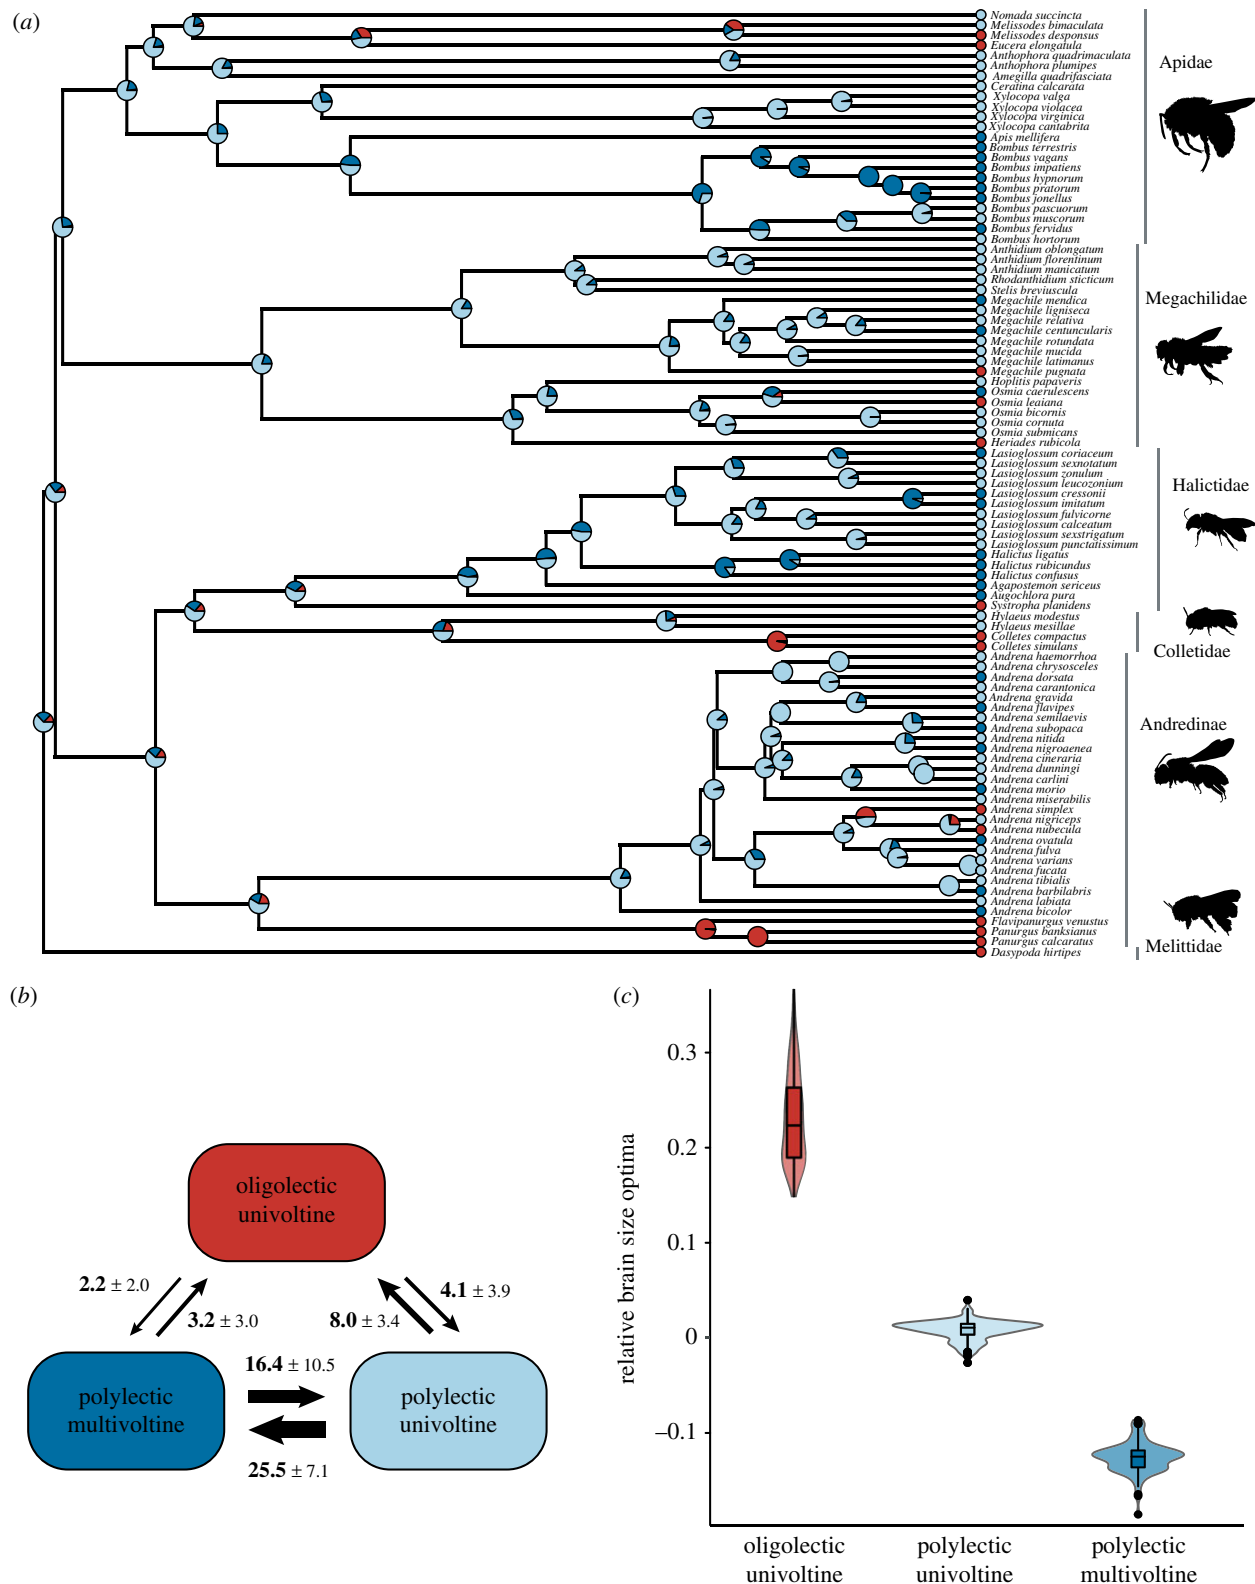 (a)
Nomada succincta
Melissodes bimaculata
Melissodes desponsus
Eucera elongatula
Anthophora quadrimaculata
Anthophora plumipes
Amegilla quadrifasciata
Ceratina calcarata
Xylocopa valga
Xylocopa violacea
Xylocopa virginica
Xylocopa cantabrita
Apis mellifera
Bombus terrestris
Bombus vagans
Bombus impatiens
Bombus hypnorum
Bombus pratorum
Bombus jonellus
Bombus pascuorum
Bombus muscorum
Bombus fervidus
Bombus hortorum
Anthidium oblongatum
Anthidium florentinum
Anthidium manicatum
Rhodanthidium sticticum
Stelis breviuscula
Megachile mendica
Megachile ligniseca
Megachile relativa
Megachile centuncularis
Megachile rotundata
Megachile mucida
Megachile latimanus
Megachile pugnata
Hoplitis papaveris
Osmia caerulescens
Osmia leaiana
Osmia bicornis
Osmia cornuta
Osmia submicans
Heriades rubicola
Lasioglossum coriaceum
Lasioglossum sexnotatum
Lasioglossum zonulum
Lasioglossum leucozonium
Lasioglossum cressonii
Lasioglossum imitatum
Lasioglossum fulvicorne
Lasioglossum calceatum
Lasioglossum sexstrigatum
Lasioglossum punctatissimum
Halictus ligatus
Halictus rubicundus
Halictus confusus
Agapostemon sericeus
Augochlora pura
Systropha planidens
Hylaeus modestus
Hylaeus mesillae
Colletes compactus
Colletes simulans
Andrena haemorrhoa
Andrena chrysosceles
Andrena dorsata
Andrena carantonica
Andrena gravida
Andrena flavipes
Andrena semilaevis
Andrena subopaca
Andrena nitida
Andrena nigroaenea
Andrena cineraria
Andrena dunningi
Andrena carlini
Andrena morio
Andrena miserabilis
Andrena simplex
Andrena nigriceps
Andrena nubecula
Andrena ovatula
Andrena fulva
Andrena varians
Andrena fucata
Andrena tibialis
Andrena barbilabris
Andrena labiata
Andrena bicolor
Flavipanurgus venustus
Panurgus banksianus
Panurgus calcaratus
Dasypoda hirtipes
Apidae
Megachilidae
Halictidae
Colletidae
Andredinae
Melittidae
(b)
oligolectic
univoltine
2.2 ± 2.0
3.2 ± 3.0
8.0 ± 3.4
4.1 ± 3.9
16.4 ± 10.5
polylectic
multivoltine
polylectic
univoltine
25.5 ± 7.1
(c)
relative brain size optima
0.3
0.2
0.1
0
−0.1
oligolectic
univoltine
polylectic
univoltine
polylectic
multivoltine